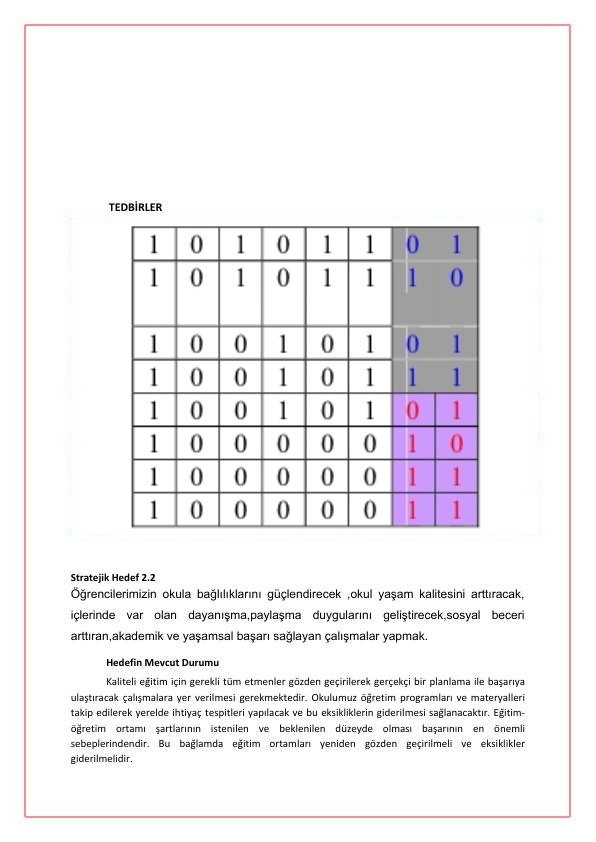 TEDBİRLER
1 0 1 0 1 1 0 1
1 0 1 0 1 1 1 0
1 0 0 1 0 1 0 1
1 0 0 1 0 1 1 1
1 0 0 1 0 1 0 1
1 0 0 0 0 0 1 0
1 0 0 0 0 0 1 1
1 0 0 0 0 0 1 1
Stratejik Hedef 2.2
Öğrencilerimizin okula bağlılıklarını güçlendirecek ,okul yaşam kalitesini arttıracak,
içlerinde var olan dayanışma,paylaşma duygularını geliştirecek,sosyal beceri
arttıran,akademik ve yaşamsal başarı sağlayan çalışmalar yapmak.
Hedefin Mevcut Durumu
Kaliteli eğitim için gerekli tüm etmenler gözden geçirilerek gerçekçi bir planlama ile başarıya
ulaştıracak çalışmalara yer verilmesi gerekmektedir. Okulumuz öğretim programları ve materyalleri
takip edilerek yerelde ihtiyaç tespitleri yapılacak ve bu eksikliklerin giderilmesi sağlanacaktır. Eğitim-
öğretim ortamı şartlarının istenilen ve beklenilen düzeyde olması başarının en önemli
sebeplerindendir. Bu bağlamda eğitim ortamları yeniden gözden geçirilmeli ve eksiklikler
giderilmelidir.